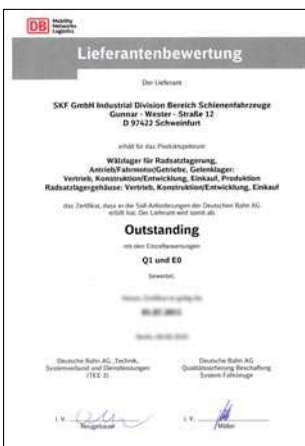 DB
Mobility
Networks
Logistics
Lieferantenbewertung
Der Lieferant
SKF GmbH Industrial Division Bereich Schienenfahrzeuge
Gunnar - Wester - Straße 12
D 97422 Schweinfurt
erhält für das Produktspektrum
Wälzlager für Radsatzlagerung,
Antrieb/Fahrmotor/Getriebe, Gelenklager:
Vertrieb, Konstruktion/Entwicklung, Einkauf, Produktion
Radsatzlagergehäuse: Vertrieb, Konstruktion/Entwicklung, Einkauf
das Zertifikat, dass er die Soll-Anforderungen der Deutschen Bahn AG
erfüllt hat. Der Lieferant wird somit als
Outstanding
mit den Einzelbewertungen
Q1 und E0
bewertet.
Deutsche Bahn AG, Technik,
Systemverbund und Dienstleistungen
Deutsche Bahn AG
Qualitätssicherung Beschaffung
System Fahrzeuge
i. V.
Neugebauer
i. V.
Müller